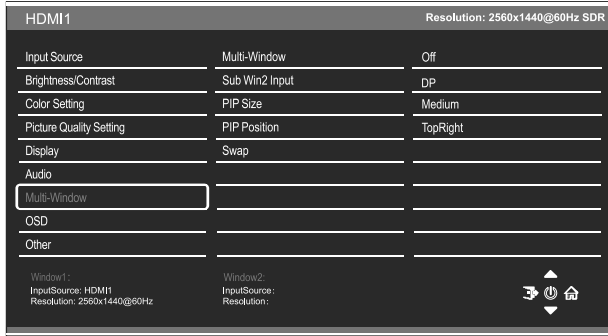 HDMI1 Resolution: 2560x1440@60Hz SDR
Input Source Multi-Window Off
Brightness/Contrast Sub Win2 Input DP
Color Setting PIP Size Medium
Picture Quality Setting PIP Position TopRight
Display Swap
Audio
Multi-Window
OSD
Other
Window1: Window2:
InputSource: HDMI1 InputSource:
Resolution: 2560x1440@60Hz Resolution: